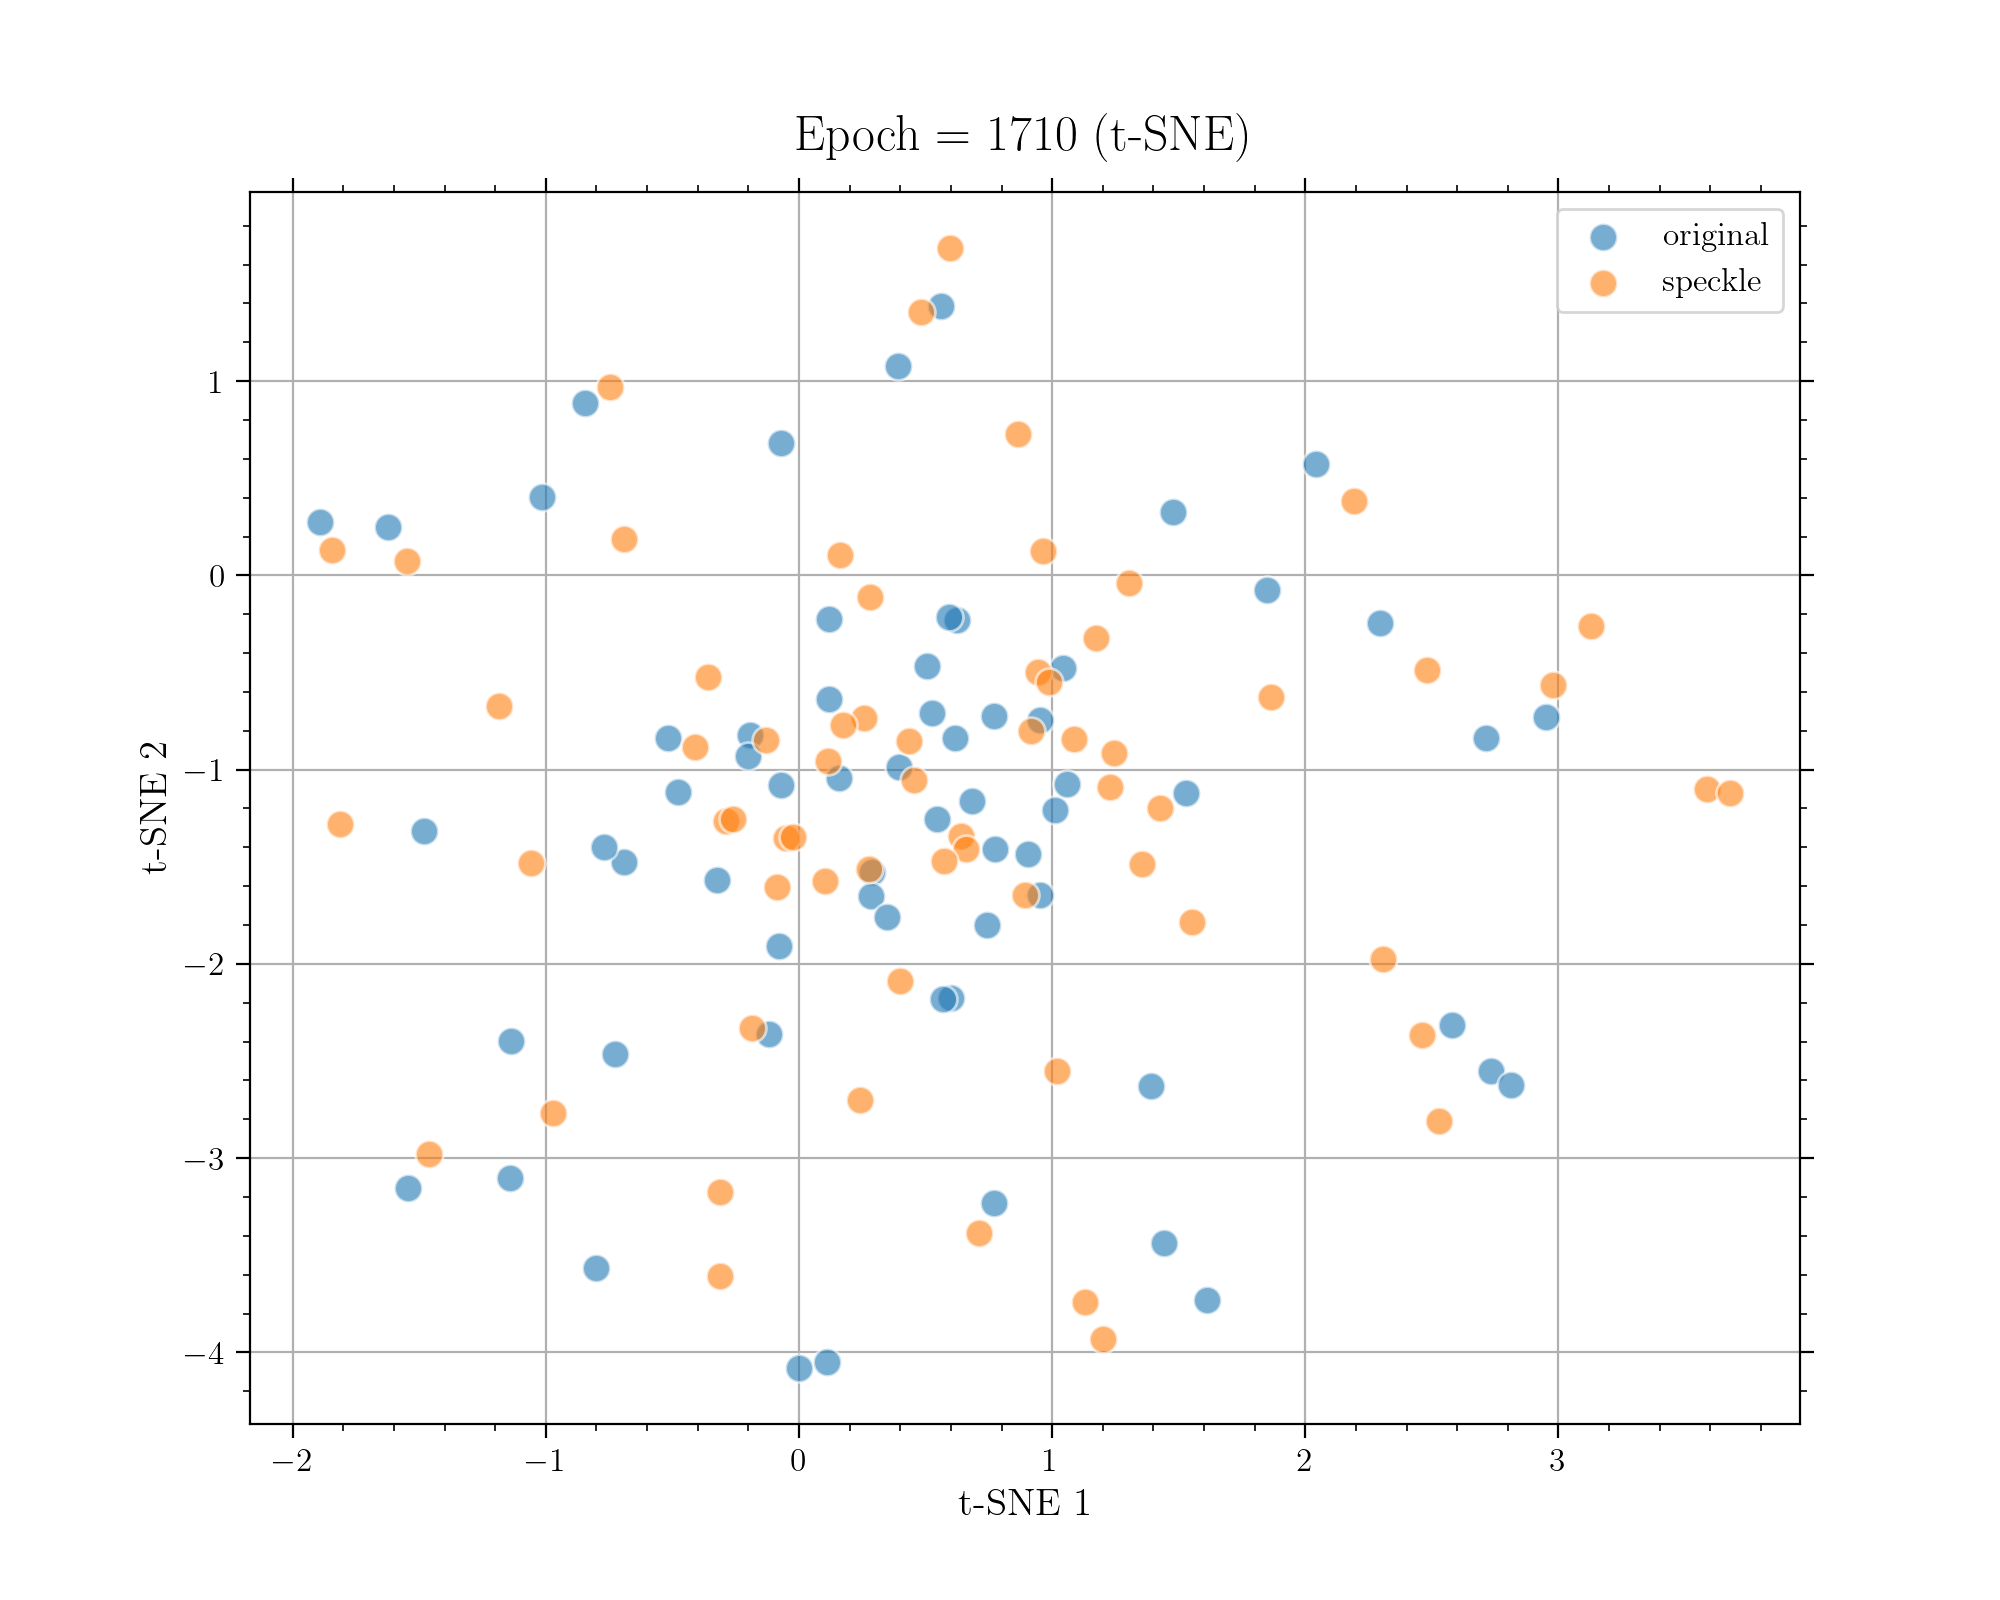 Epoch = 1710 (t-SNE)
original
speckle
1
0
−1
−2
−3
−4
t-SNE 2
−2 −1 0 1 2 3
t-SNE 1